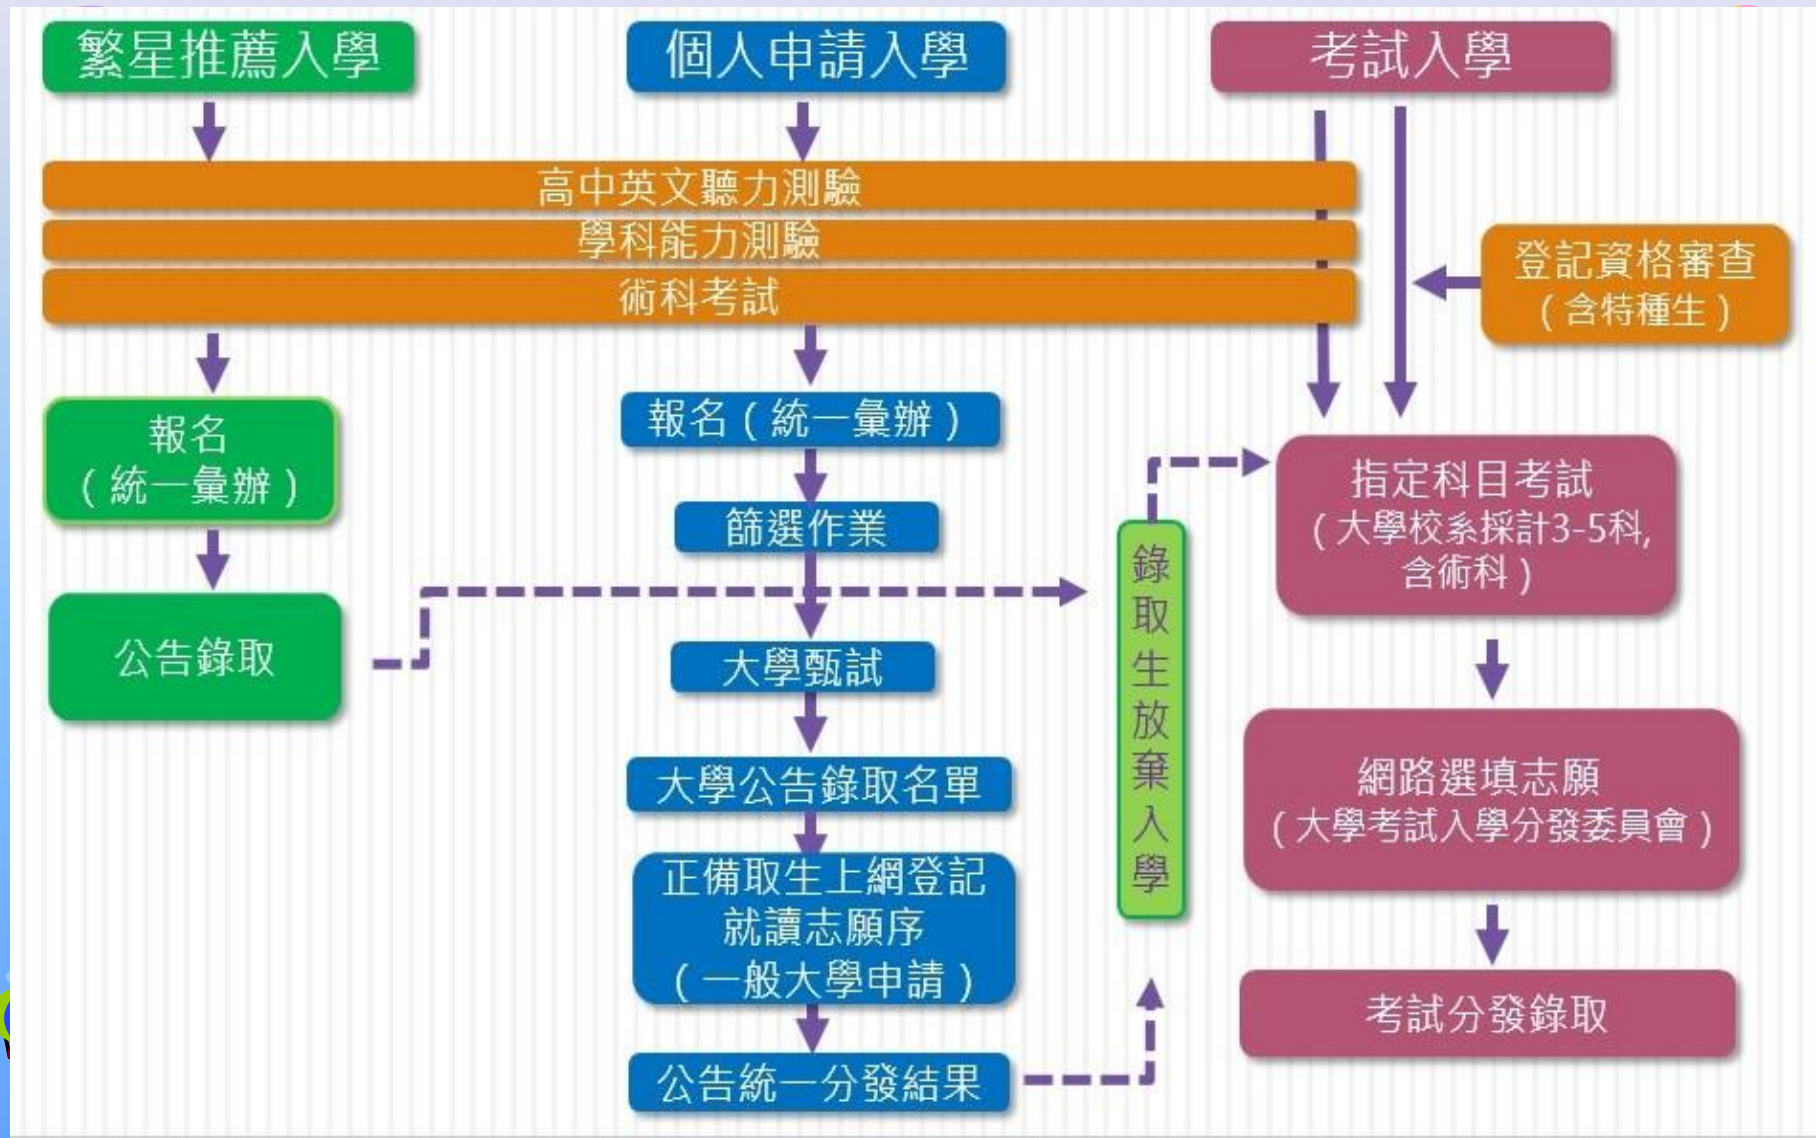 繁星推薦入學
個人申請入學
考試入學
高中英文聽力測驗
學科能力測驗
術科考試
登記資格審查
(含特種生)
報名
(統一彙辦)
公告錄取
報名(統一彙辦)
篩選作業
大學甄試
大學公告錄取名單
正備取生上網登記
就讀志願序
(一般大學申請)
公告統一分發結果
錄取生放棄入學
指定科目考試
(大學校系採計3-5科,
含術科)
網路選填志願
(大學考試入學分發委員會)
考試分發錄取